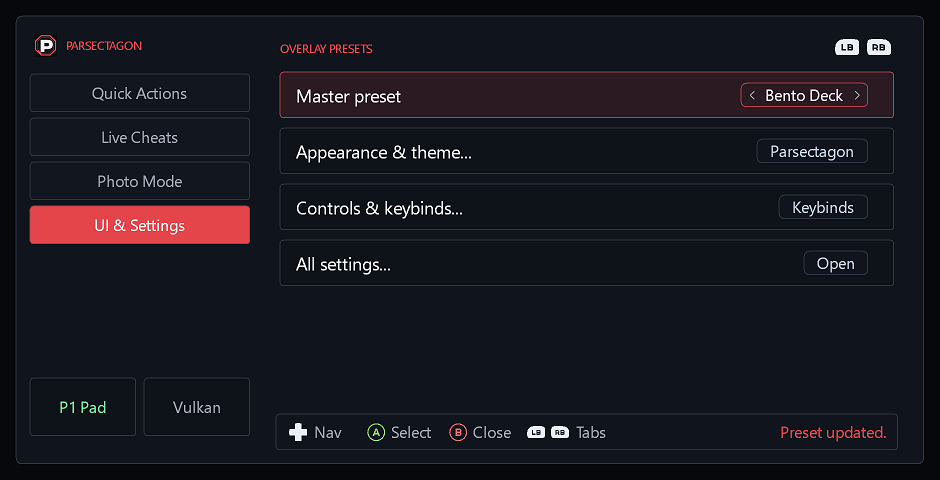 P PARSECTAGON
Quick Actions
Live Cheats
Photo Mode
UI & Settings
P1 Pad
Vulkan
OVERLAY PRESETS
LB RB
Master preset
< Bento Deck >
Appearance & theme...
Parsectagon
Controls & keybinds...
Keybinds
All settings...
Open
Nav A Select B Close LB RB Tabs
Preset updated.